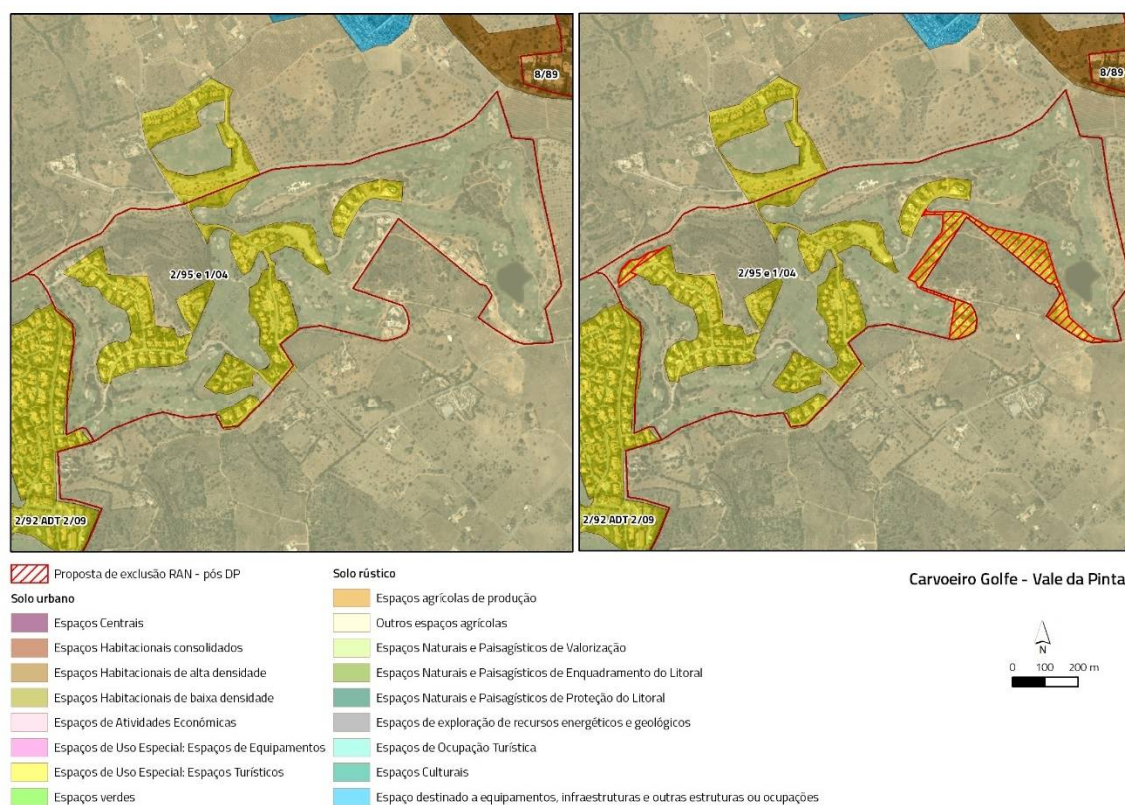 8/89
8/89
2/95 e 1/04
2/95 e 1/04
2/92 ADT 2/09
2/92 ADT 2/09
Proposta de exclusão RAN - pós DP
Solo urbano
Espaços Centrais
Espaços Habitacionais consolidados
Espaços Habitacionais de alta densidade
Espaços Habitacionais de baixa densidade
Espaços de Atividades Económicas
Espaços de Uso Especial: Espaços de Equipamentos
Espaços de Uso Especial: Espaços Turísticos
Espaços verdes
Solo rústico
Espaços agrícolas de produção
Outros espaços agrícolas
Espaços Naturais e Paisagísticos de Valorização
Espaços Naturais e Paisagísticos de Enquadramento do Litoral
Espaços Naturais e Paisagísticos de Proteção do Litoral
Espaços de exploração de recursos energéticos e geológicos
Espaços de Ocupação Turística
Espaços Culturais
Espaço destinado a equipamentos, infraestruturas e outras estruturas ou ocupações
Carvoeiro Golfe - Vale da Pinta
N
0 100 200 m